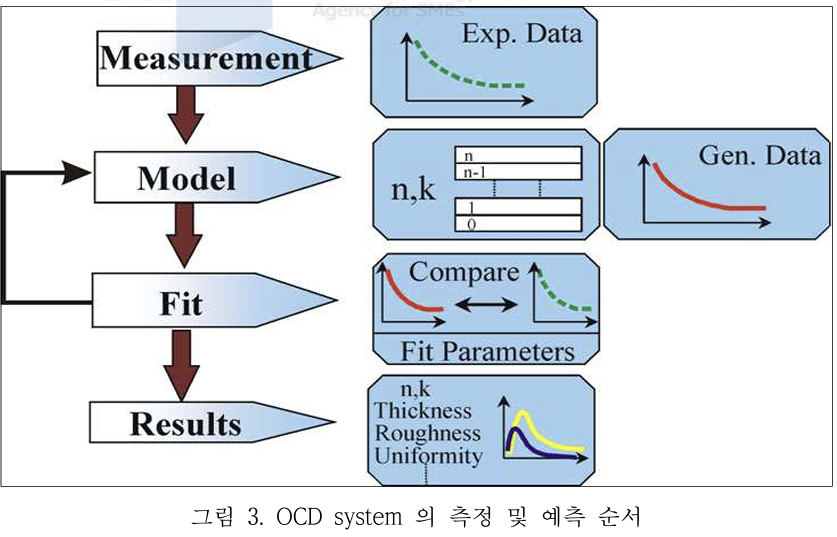 Agency for SMEs
Measurement
Exp. Data
Model
n,k
n
n-1
1
0
Gen. Data
Fit
Compare
Fit Parameters
Results
n,k
Thickness
Roughness
Uniformity
그림 3. OCD system 의 측정 및 예측 순서